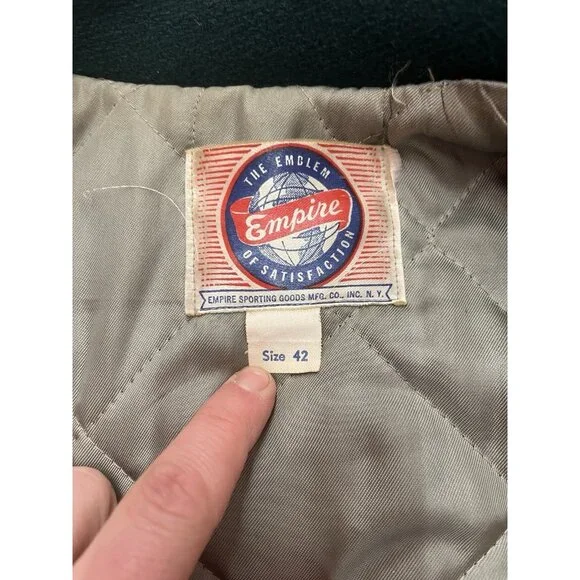 THE EMBLEM
Empire
OF SATISFACTION
EMPIRE SPORTING GOODS MFG. CO., INC. N. Y.
Size 42